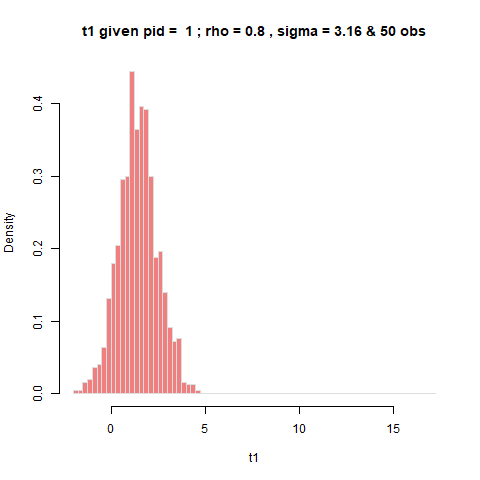 t1 given pid =  1 ; rho = 0.8 , sigma = 3.16 & 50 obs
Density
0.4
0.3
0.2
0.1
0.0
0 5 10 15
t1